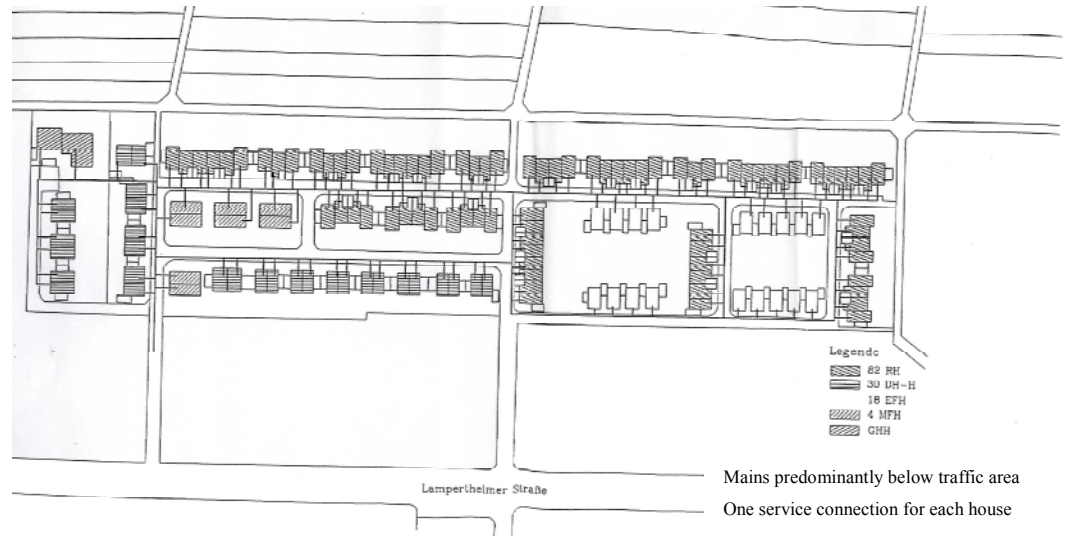 Legende
82 RH
30 DH-H
18 EFH
4 MFH
GHH
Lampertheimer Straße
Mains predominantly below traffic area
One service connection for each house